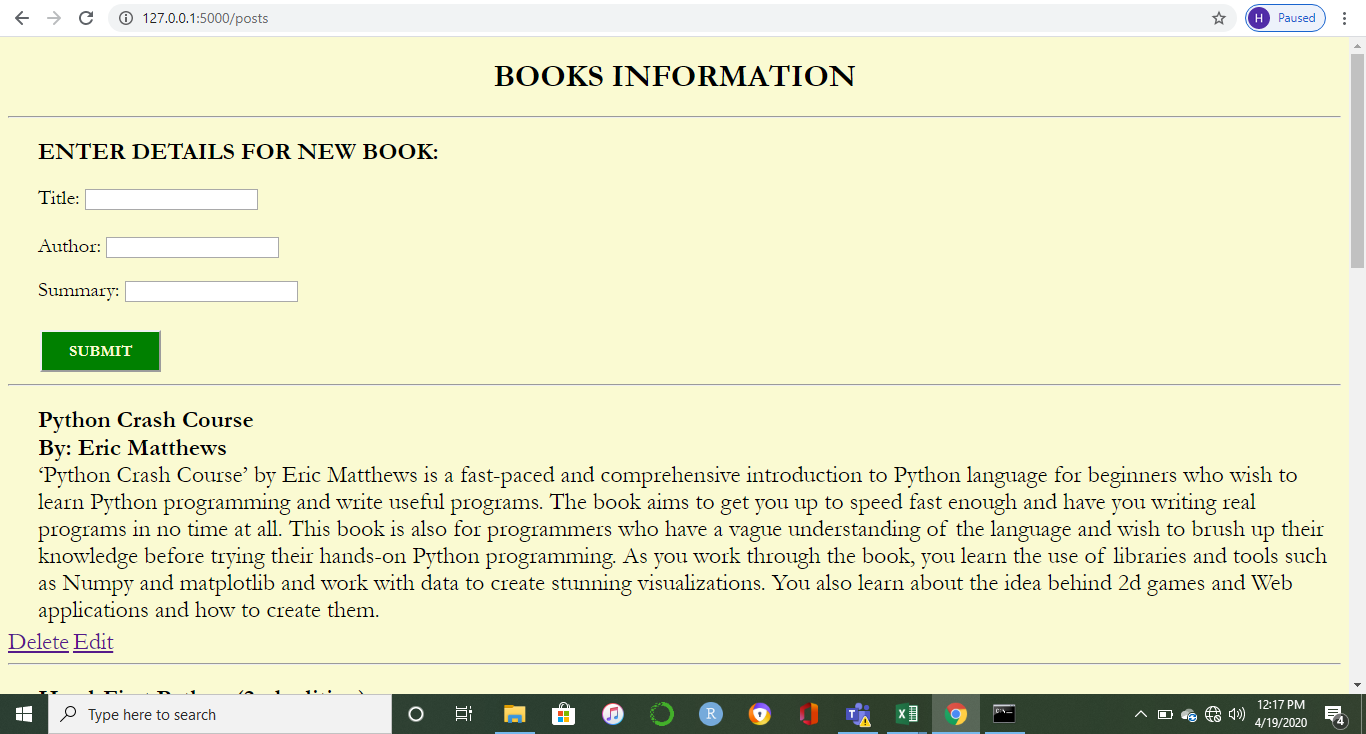 127.0.0.1:5000/posts
H Paused
BOOKS INFORMATION
ENTER DETAILS FOR NEW BOOK:
Title:
Author:
Summary:
SUBMIT
Python Crash Course
By: Eric Matthews
‘Python Crash Course’ by Eric Matthews is a fast-paced and comprehensive introduction to Python language for beginners who wish to
learn Python programming and write useful programs. The book aims to get you up to speed fast enough and have you writing real
programs in no time at all. This book is also for programmers who have a vague understanding of the language and wish to brush up their
knowledge before trying their hands-on Python programming. As you work through the book, you learn the use of libraries and tools such
as Numpy and matplotlib and work with data to create stunning visualizations. You also learn about the idea behind 2d games and Web
applications and how to create them.
Delete Edit
Type here to search
R
12:17 PM
4/19/2020
4